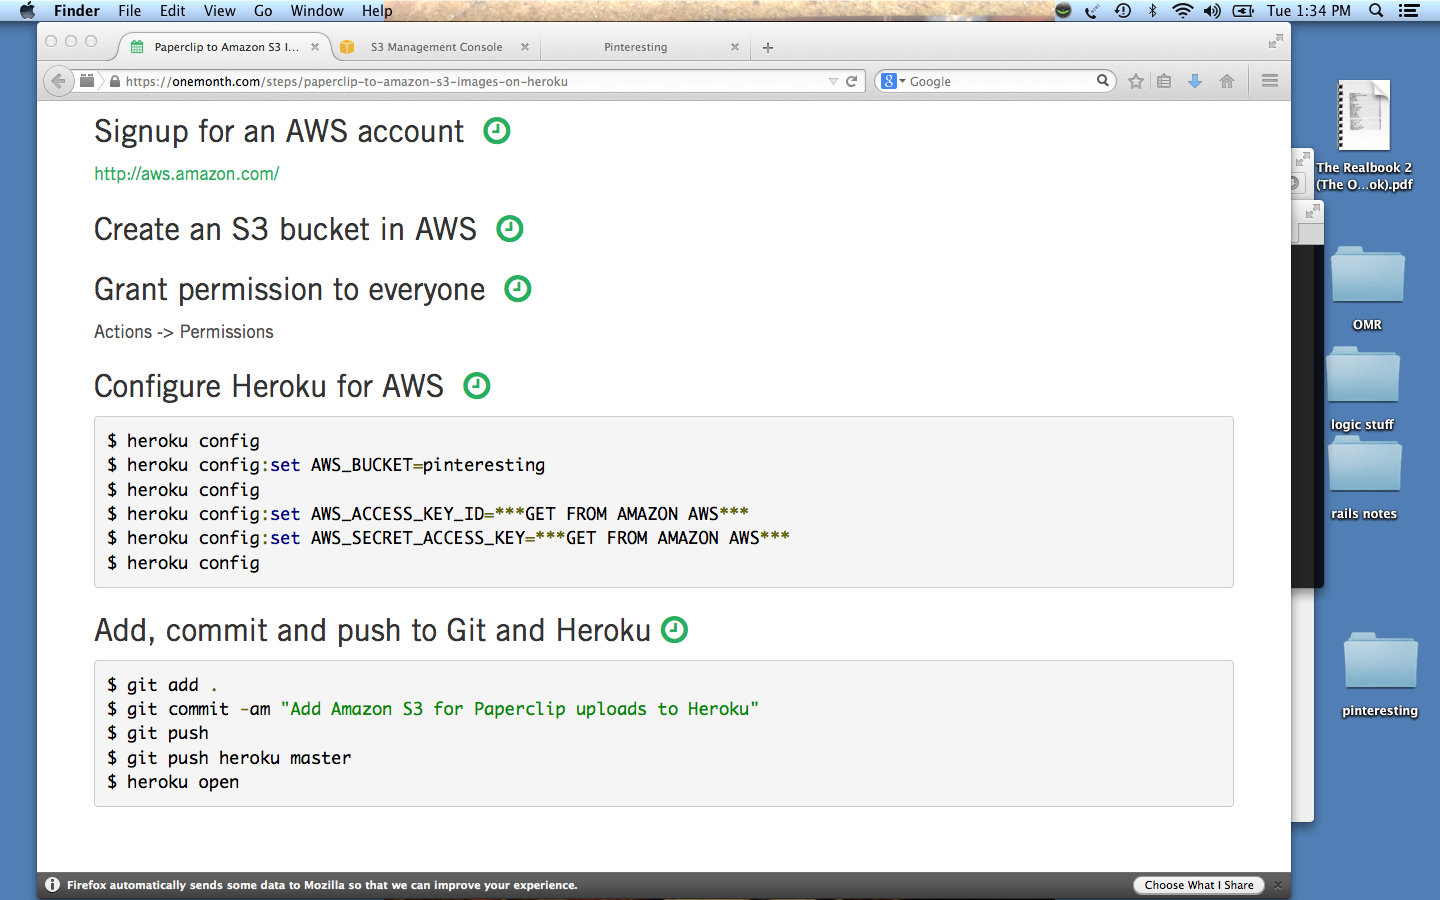 Finder File Edit View Go Window Help Tue 1:34 PM
Paperclip to Amazon S3 I... S3 Management Console Pinteresting
https://onemonth.com/steps/paperclip-to-amazon-s3-images-on-heroku Google
Signup for an AWS account
http://aws.amazon.com/
Create an S3 bucket in AWS
Grant permission to everyone
Actions -> Permissions
Configure Heroku for AWS
$ heroku config
$ heroku config:set AWS_BUCKET=pinteresting
$ heroku config
$ heroku config:set AWS_ACCESS_KEY_ID=***GET FROM AMAZON AWS***
$ heroku config:set AWS_SECRET_ACCESS_KEY=***GET FROM AMAZON AWS***
$ heroku config
Add, commit and push to Git and Heroku
$ git add .
$ git commit -am "Add Amazon S3 for Paperclip uploads to Heroku"
$ git push
$ git push heroku master
$ heroku open
Firefox automatically sends some data to Mozilla so that we can improve your experience. Choose What I Share
The Realbook 2
(The O...ok).pdf
OMR
logic stuff
rails notes
pinteresting